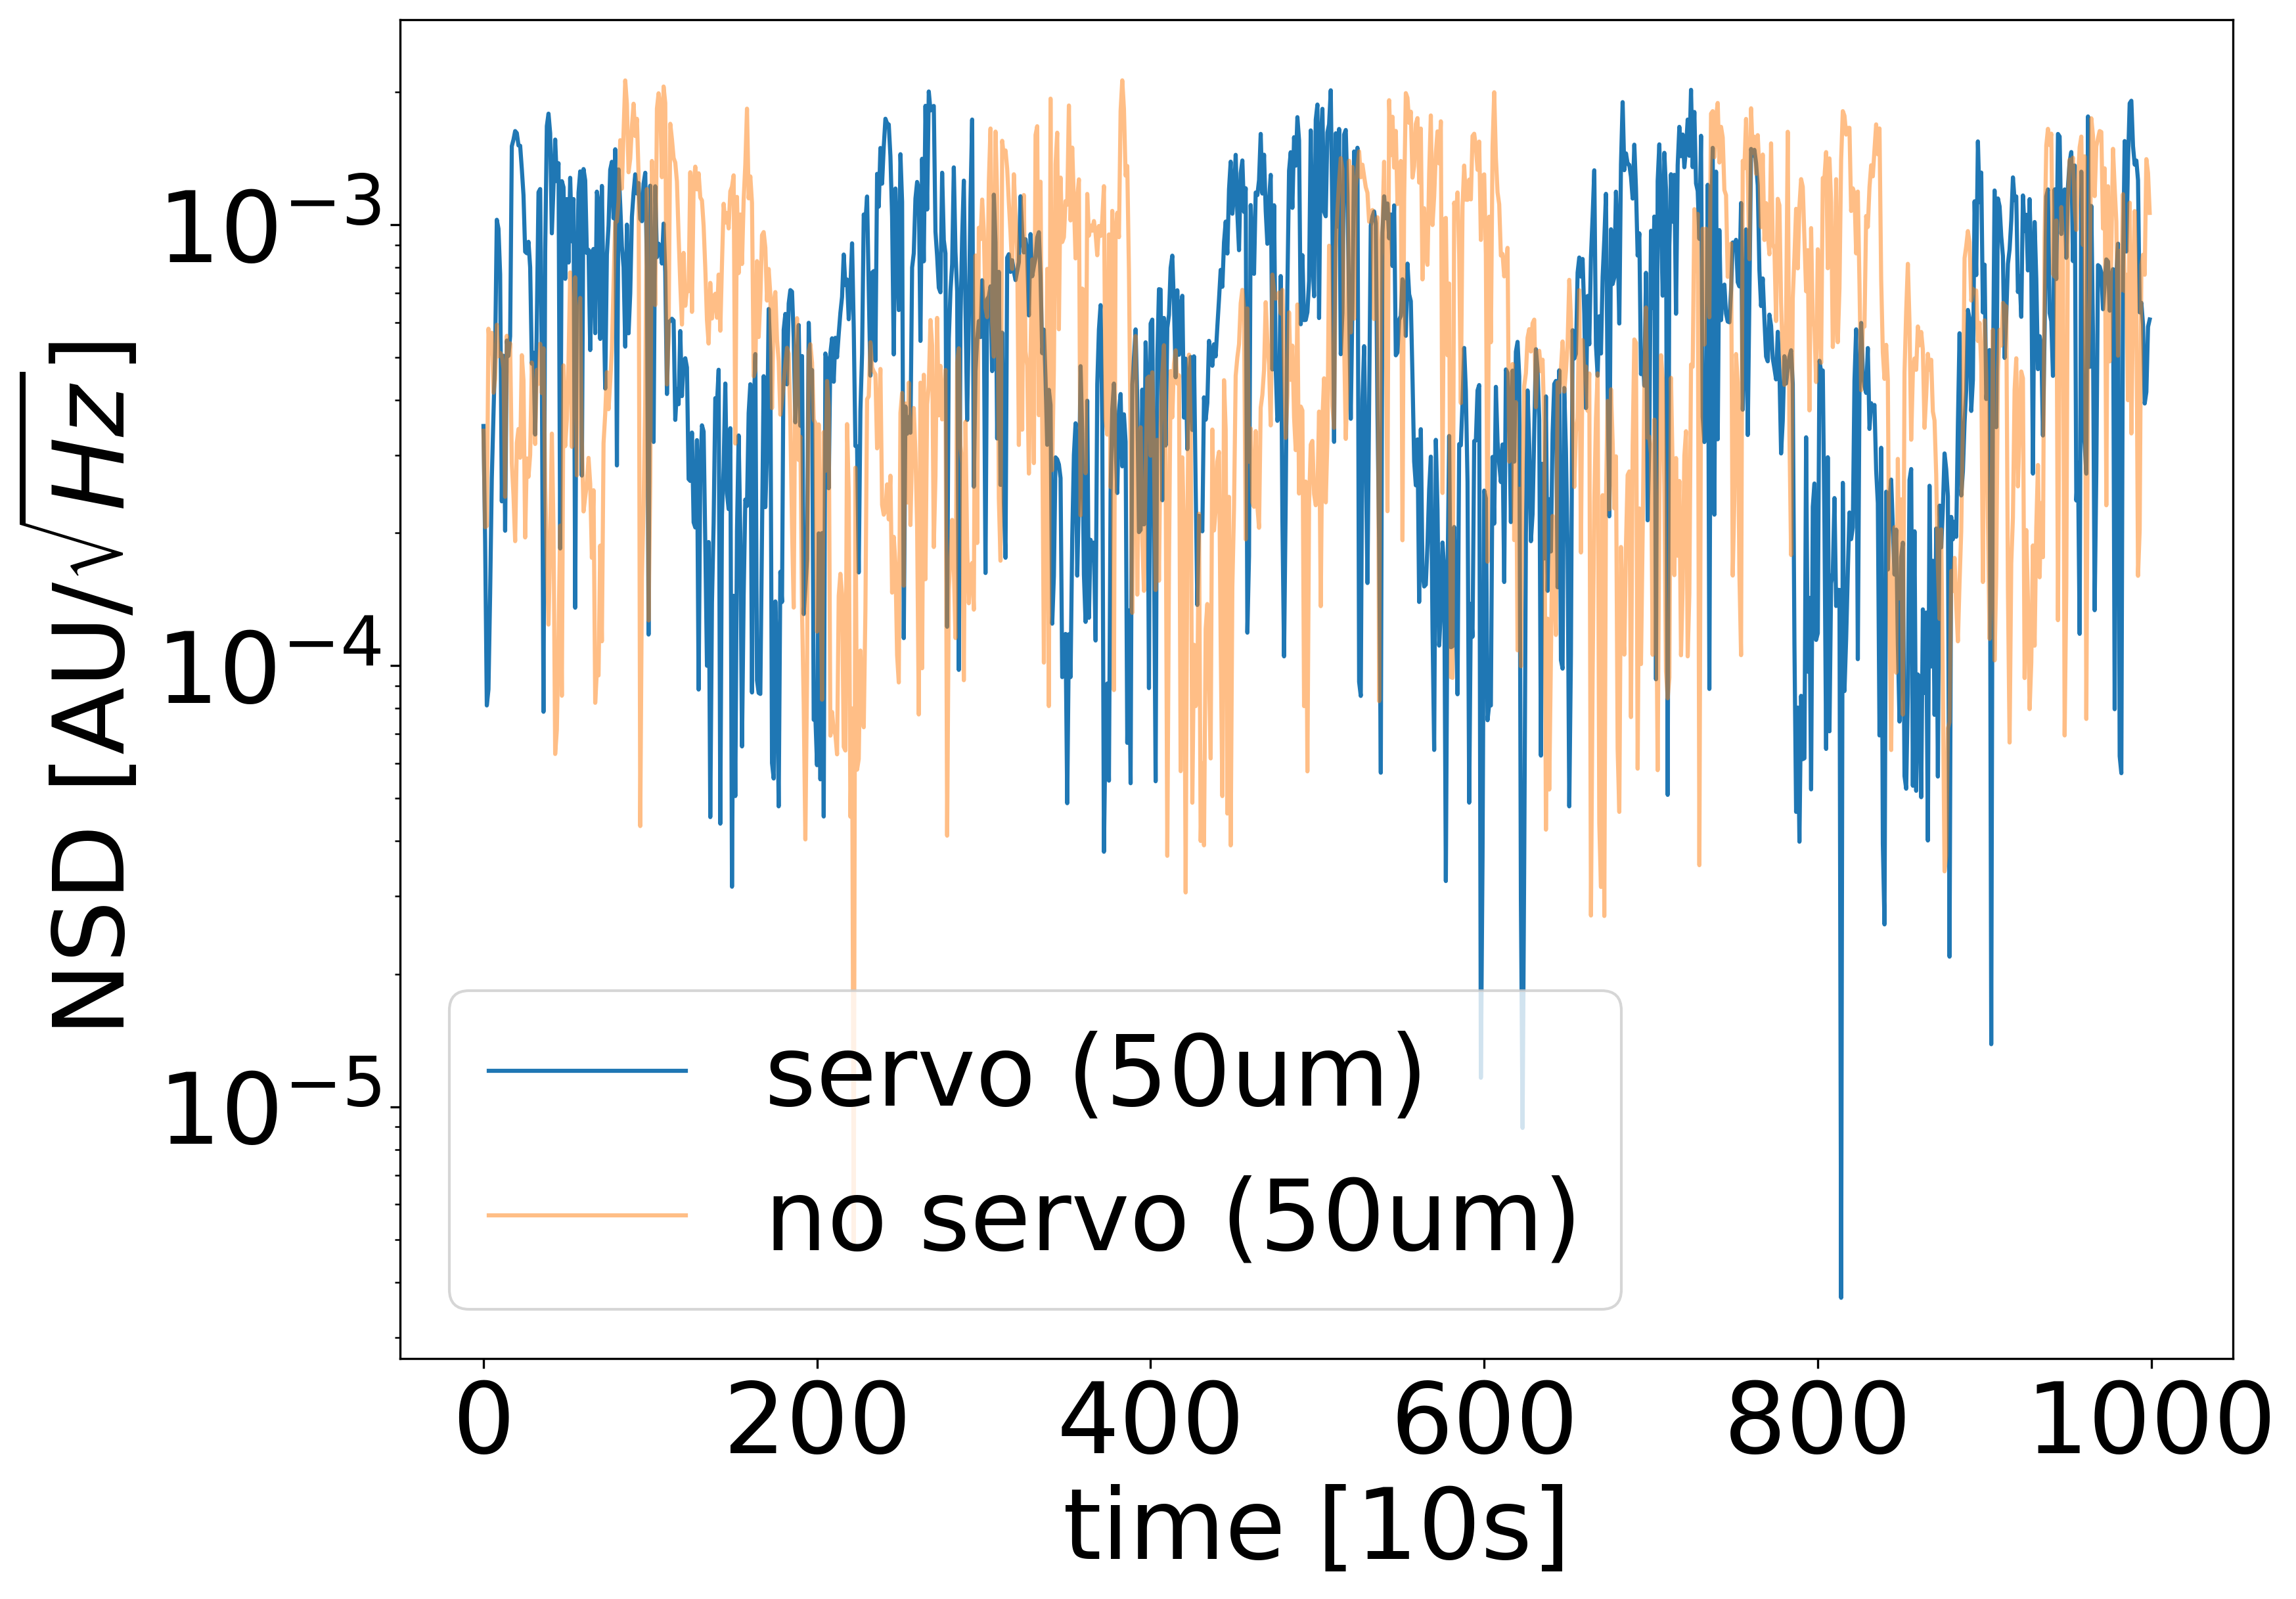 NSD [AU/√Hz]
10⁻³
10⁻⁴
10⁻⁵
servo (50um)
no servo (50um)
0 200 400 600 800 1000
time [10s]